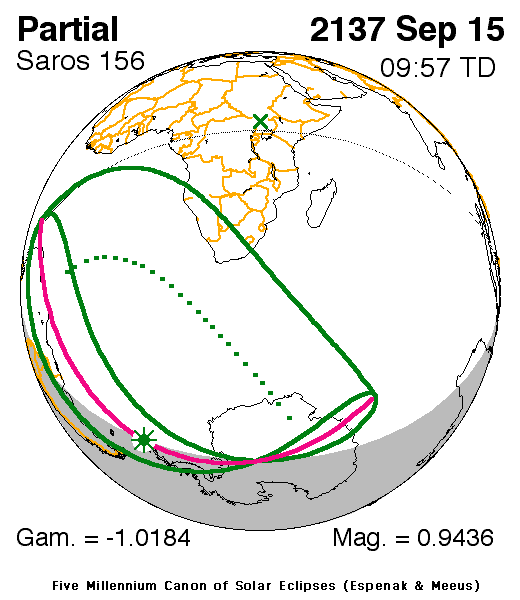 Partial
2137 Sep 15
Saros 156
09:57 TD
Gam. = -1.0184
Mag. = 0.9436
Five Millennium Canon of Solar Eclipses (Espenak & Meeus)